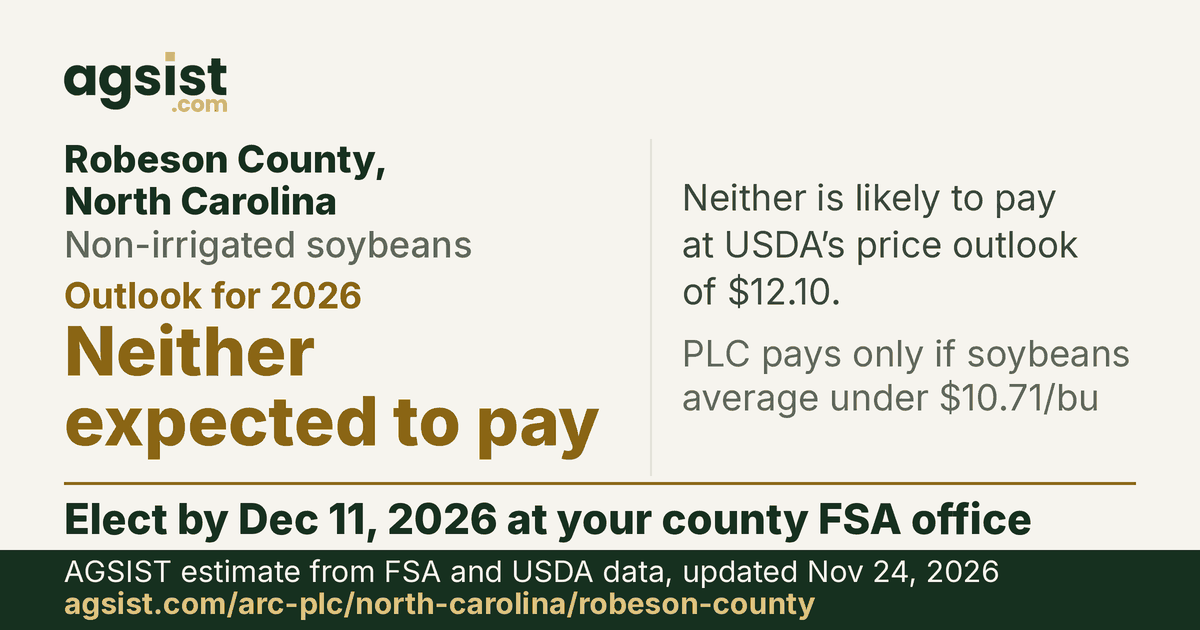 agsist
.com
Robeson County,
North Carolina
Non-irrigated soybeans
Outlook for 2026
Neither
expected to pay
Neither is likely to pay
at USDA’s price outlook
of $12.10.
PLC pays only if soybeans
average under $10.71/bu
Elect by Dec 11, 2026 at your county FSA office
AGSIST estimate from FSA and USDA data, updated Nov 24, 2026
agsist.com/arc-plc/north-carolina/robeson-county